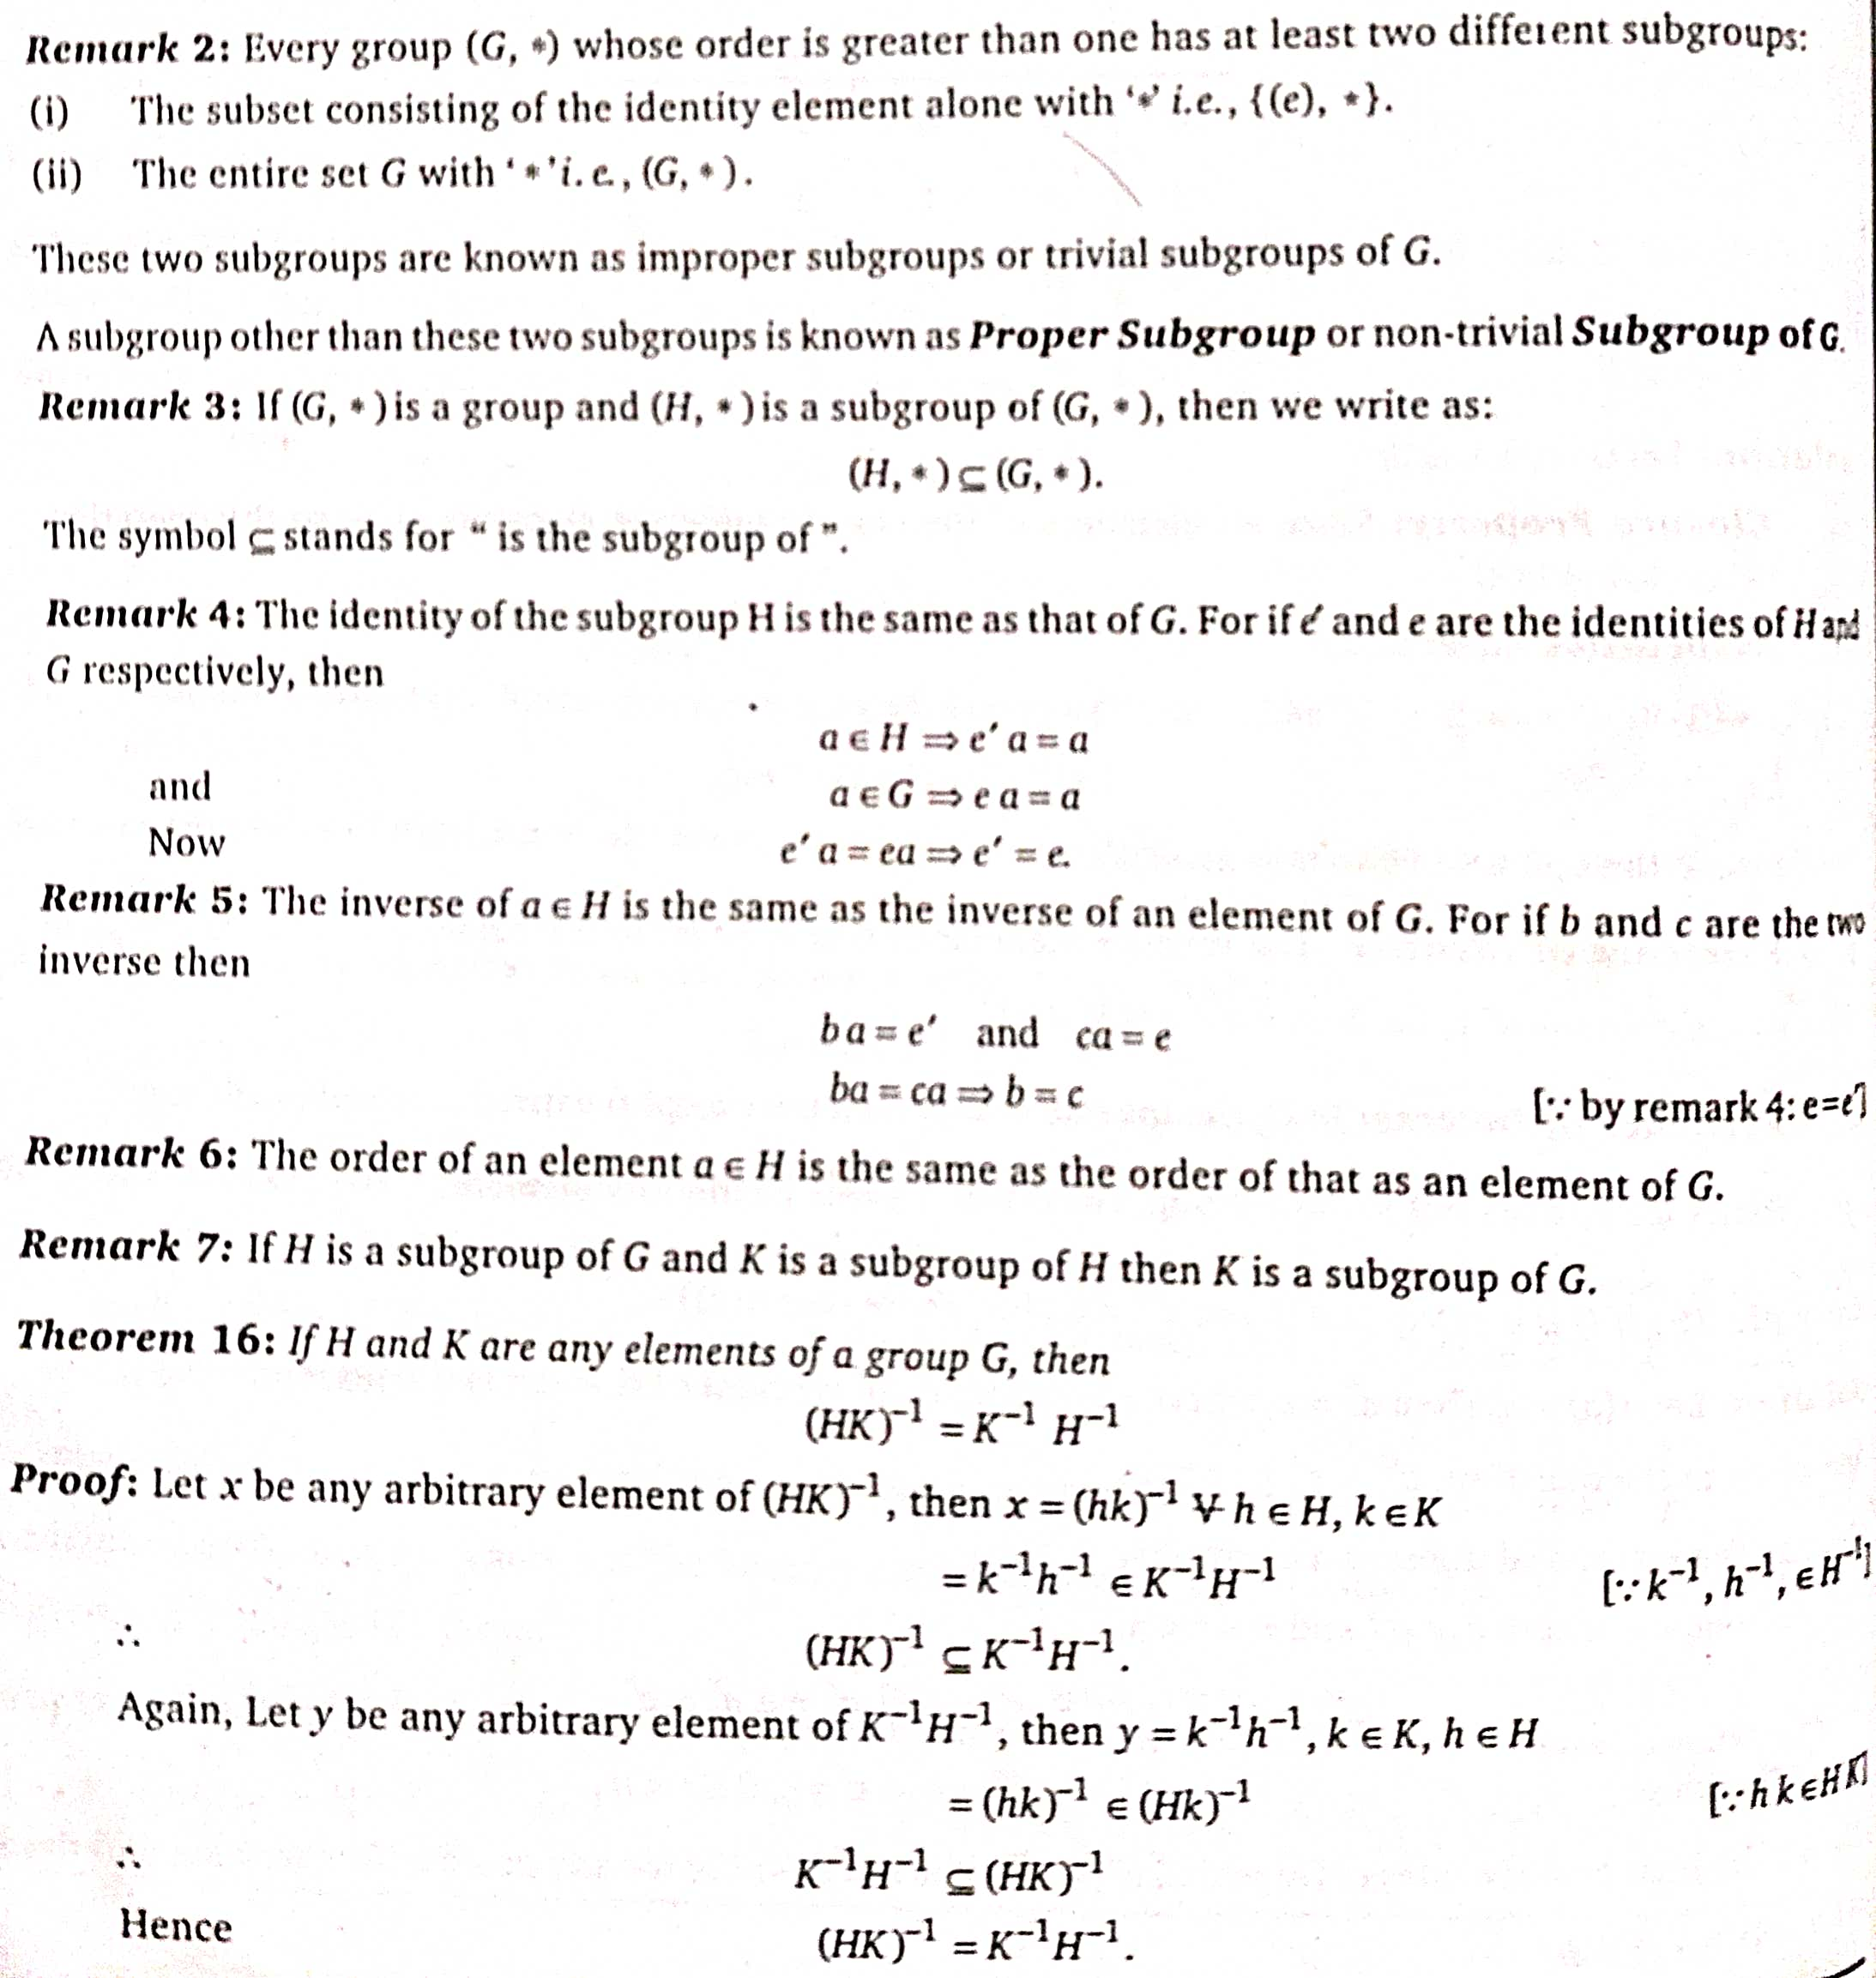 Remark 2: Every group (G, *) whose order is greater than one has at least two different subgroups:
(i) The subset consisting of the identity element alone with ‘*’ i.e., {(e), *}.
(ii) The entire set G with ‘ * ’i. e., (G, * ).
These two subgroups are known as improper subgroups or trivial subgroups of G.
A subgroup other than these two subgroups is known as Proper Subgroup or non-trivial Subgroup of G.
Remark 3: If (G, * ) is a group and (H, * ) is a subgroup of (G, * ), then we write as:
(H, * ) ⊆ (G, * ).
The symbol ⊆ stands for “ is the subgroup of ”.
Remark 4: The identity of the subgroup H is the same as that of G. For if e′ and e are the identities of H and
G respectively, then
a ∈ H ⇒ e′ a = a
and a ∈ G ⇒ e a = a
Now e′ a = ea ⇒ e′ = e.
Remark 5: The inverse of a ∈ H is the same as the inverse of an element of G. For if b and c are the two
inverse then
b a = e′ and ca = e
ba = ca ⇒ b = c [∵ by remark 4: e=e′]
Remark 6: The order of an element a ∈ H is the same as the order of that as an element of G.
Remark 7: If H is a subgroup of G and K is a subgroup of H then K is a subgroup of G.
Theorem 16: If H and K are any elements of a group G, then
(HK)⁻¹ = K⁻¹ H⁻¹
Proof: Let x be any arbitrary element of (HK)⁻¹, then x = (hk)⁻¹ ∀ h ∈ H, k ∈ K
= k⁻¹h⁻¹ ∈ K⁻¹H⁻¹ [∵ k⁻¹, h⁻¹, ∈ H⁻¹]
∴ (HK)⁻¹ ⊆ K⁻¹H⁻¹.
Again, Let y be any arbitrary element of K⁻¹H⁻¹, then y = k⁻¹h⁻¹, k ∈ K, h ∈ H
= (hk)⁻¹ ∈ (Hk)⁻¹ [∵ h k ∈ H K]
∴ K⁻¹H⁻¹ ⊆ (HK)⁻¹
Hence (HK)⁻¹ = K⁻¹H⁻¹.